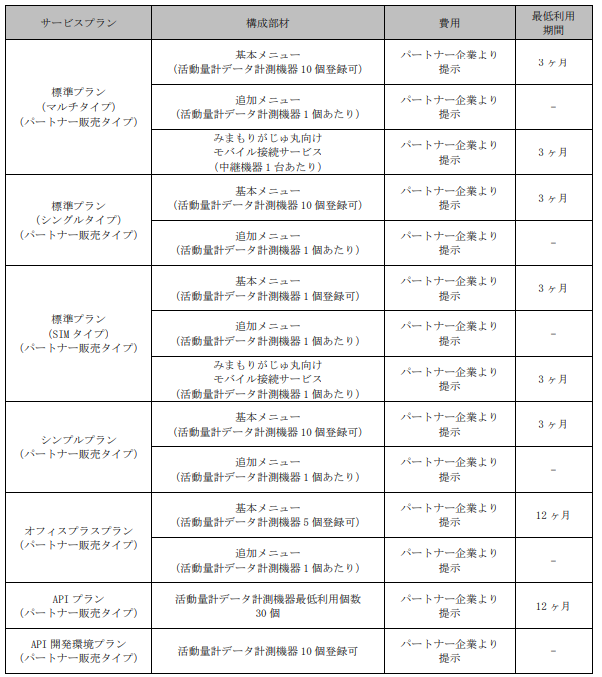 サービスプラン
構成部材
費用
最低利用
期間
標準プラン
（マルチタイプ）
（パートナー販売タイプ）
基本メニュー
（活動量計データ計測機器 10 個登録可）
パートナー企業より
提示
3 ヶ月
追加メニュー
（活動量計データ計測機器 1 個あたり）
パートナー企業より
提示
－
みまもりがじゅ丸向け
モバイル接続サービス
（中継機器 1 台あたり）
パートナー企業より
提示
3 ヶ月
標準プラン
（シングルタイプ）
（パートナー販売タイプ）
基本メニュー
（活動量計データ計測機器 10 個登録可）
パートナー企業より
提示
3 ヶ月
追加メニュー
（活動量計データ計測機器 1 個あたり）
パートナー企業より
提示
－
標準プラン
（SIM タイプ）
（パートナー販売タイプ）
基本メニュー
（活動量計データ計測機器 1 個登録可）
パートナー企業より
提示
3 ヶ月
追加メニュー
（活動量計データ計測機器 1 個あたり）
パートナー企業より
提示
－
みまもりがじゅ丸向け
モバイル接続サービス
（活動量計データ計測機器 1 個あたり）
パートナー企業より
提示
3 ヶ月
シンプルプラン
（パートナー販売タイプ）
基本メニュー
（活動量計データ計測機器 10 個登録可）
パートナー企業より
提示
3 ヶ月
追加メニュー
（活動量計データ計測機器 1 個あたり）
パートナー企業より
提示
－
オフィスプラスプラン
（パートナー販売タイプ）
基本メニュー
（活動量計データ計測機器 5 個登録可）
パートナー企業より
提示
12 ヶ月
追加メニュー
（活動量計データ計測機器 1 個あたり）
パートナー企業より
提示
－
API プラン
（パートナー販売タイプ）
活動量計データ計測機器最低利用個数
30 個
パートナー企業より
提示
12 ヶ月
API 開発環境プラン
（パートナー販売タイプ）
活動量計データ計測機器 10 個登録可
パートナー企業より
提示
－